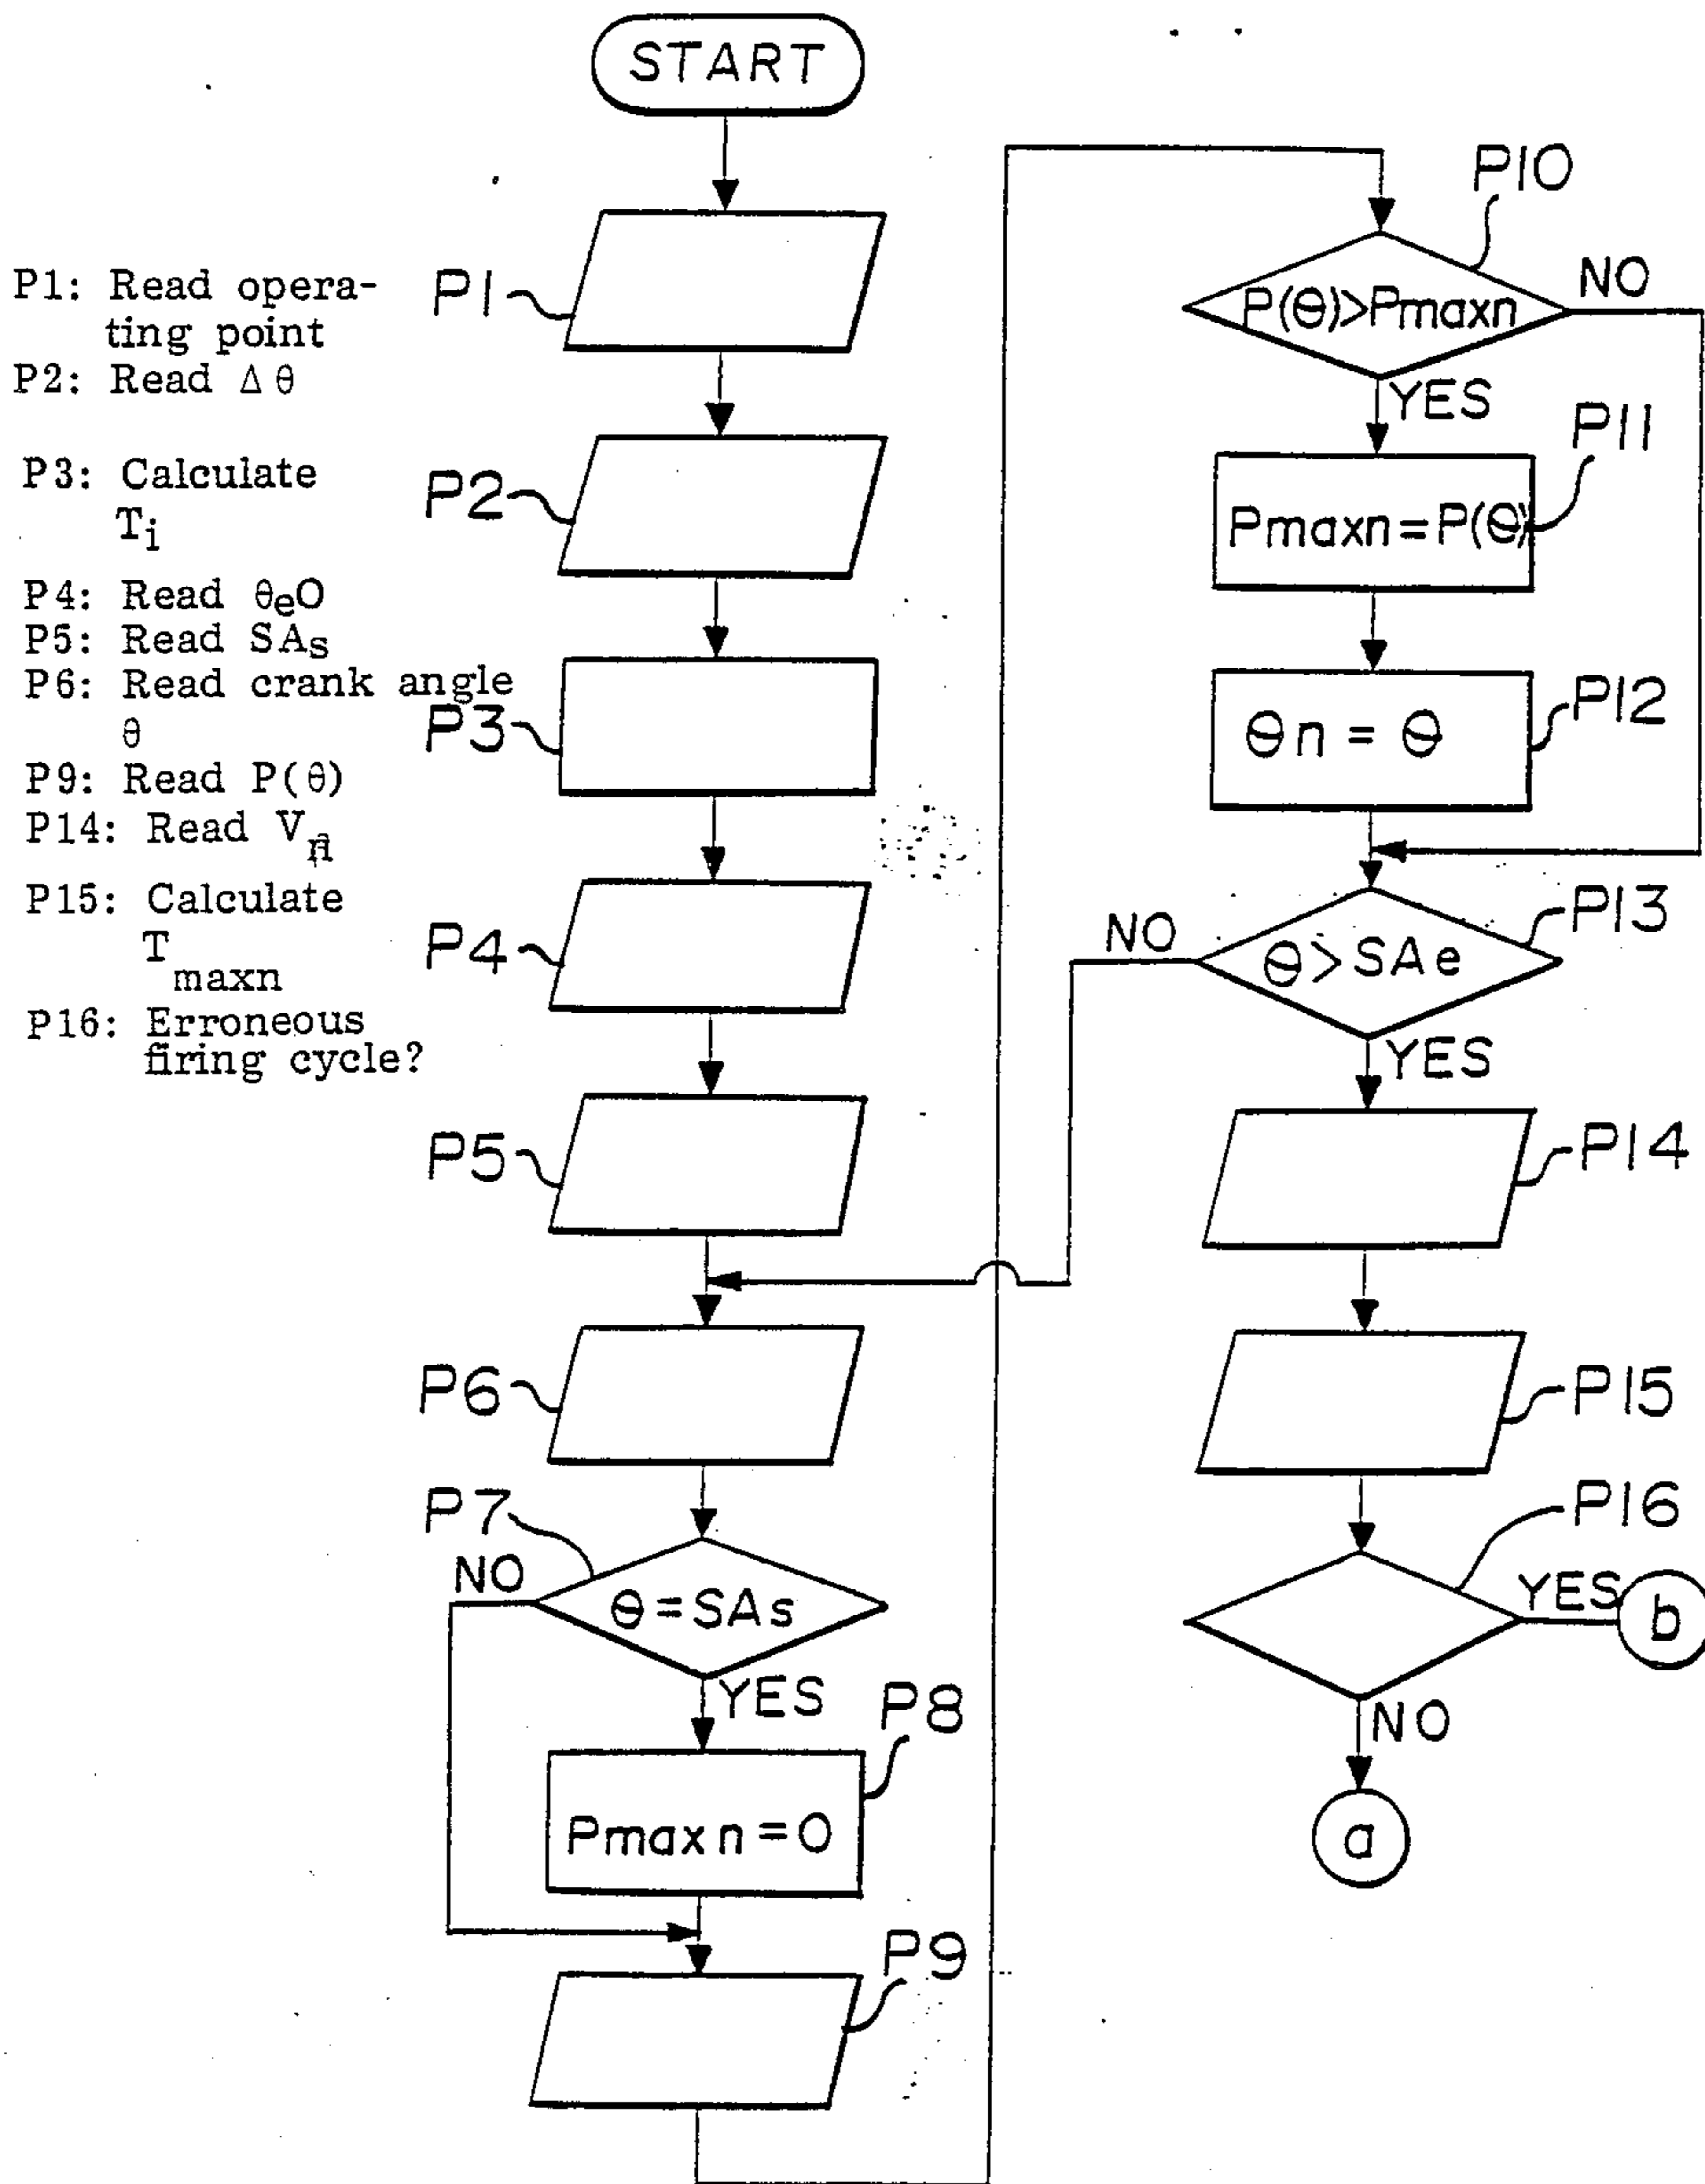 START
P1: Read opera-
ting point
P2: Read Δ θ
P3: Calculate
Ti
P4: Read θeO
P5: Read SAs
P6: Read crank angle
θ
P9: Read P(θ)
P14: Read Vn
P15: Calculate
T
maxn
P16: Erroneous
firing cycle?
P1
P2
P3
P4
P5
P6
P7
NO
θ=SAs
YES
P8
Pmaxn=0
P9
P10
P(θ)>Pmaxn
NO
YES
P11
Pmaxn=P(θ)
P12
θn = θ
P13
NO
θ>SAe
YES
P14
P15
P16
YES
b
NO
a